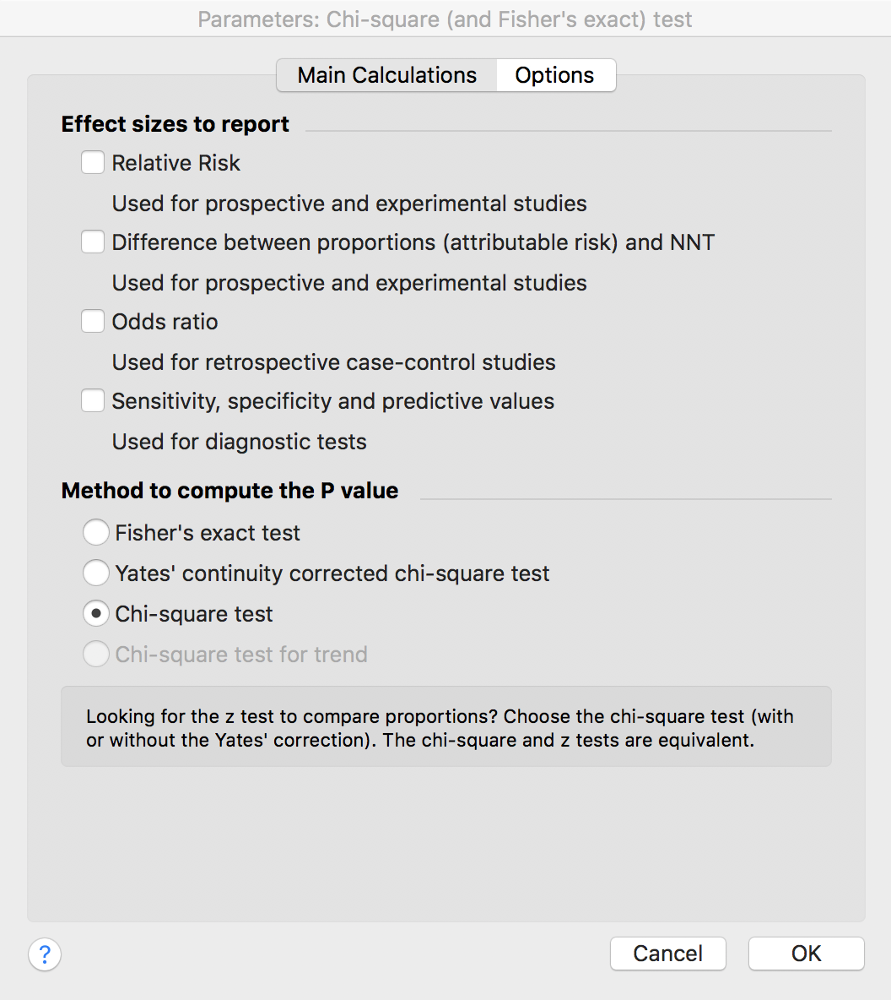 Parameters: Chi-square (and Fisher's exact) test
Main Calculations
Options
Effect sizes to report
Relative Risk
Used for prospective and experimental studies
Difference between proportions (attributable risk) and NNT
Used for prospective and experimental studies
Odds ratio
Used for retrospective case-control studies
Sensitivity, specificity and predictive values
Used for diagnostic tests
Method to compute the P value
Fisher's exact test
Yates' continuity corrected chi-square test
Chi-square test
Chi-square test for trend
Looking for the z test to compare proportions? Choose the chi-square test (with
or without the Yates' correction). The chi-square and z tests are equivalent.
?
Cancel
OK